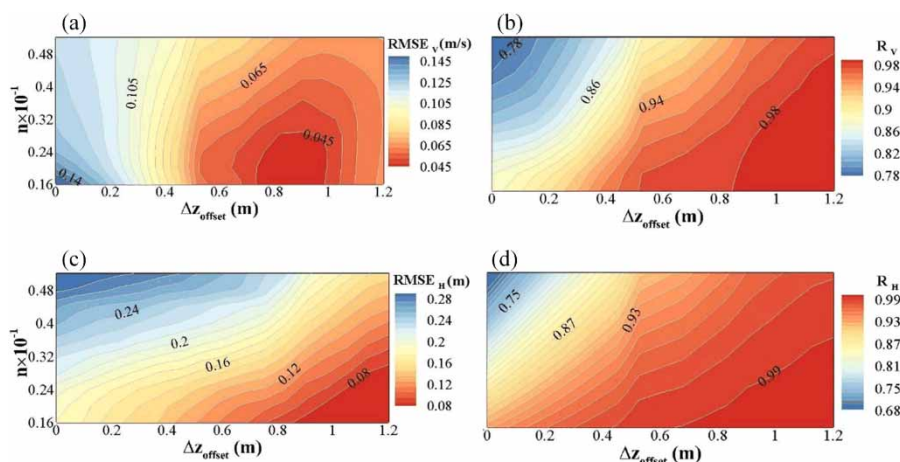 (a)
RMSE V (m/s)
0.145
0.125
0.105
0.085
0.065
0.045
n×10⁻¹
0.48
0.4
0.32
0.24
0.16
0.105
0.065
0.045
0.14
0 0.2 0.4 0.6 0.8 1 1.2
Δz offset (m)
(b)
R V
0.98
0.94
0.9
0.86
0.82
0.78
0.78
0.86
0.94
0.98
0 0.2 0.4 0.6 0.8 1 1.2
Δz offset (m)
(c)
RMSE H (m)
0.28
0.24
0.2
0.16
0.12
0.08
n×10⁻¹
0.48
0.4
0.32
0.24
0.16
0.24
0.2
0.16
0.12
0.08
0 0.2 0.4 0.6 0.8 1 1.2
Δz offset (m)
(d)
R H
0.99
0.93
0.87
0.81
0.75
0.68
0.75
0.87
0.93
0.99
0 0.2 0.4 0.6 0.8 1 1.2
Δz offset (m)